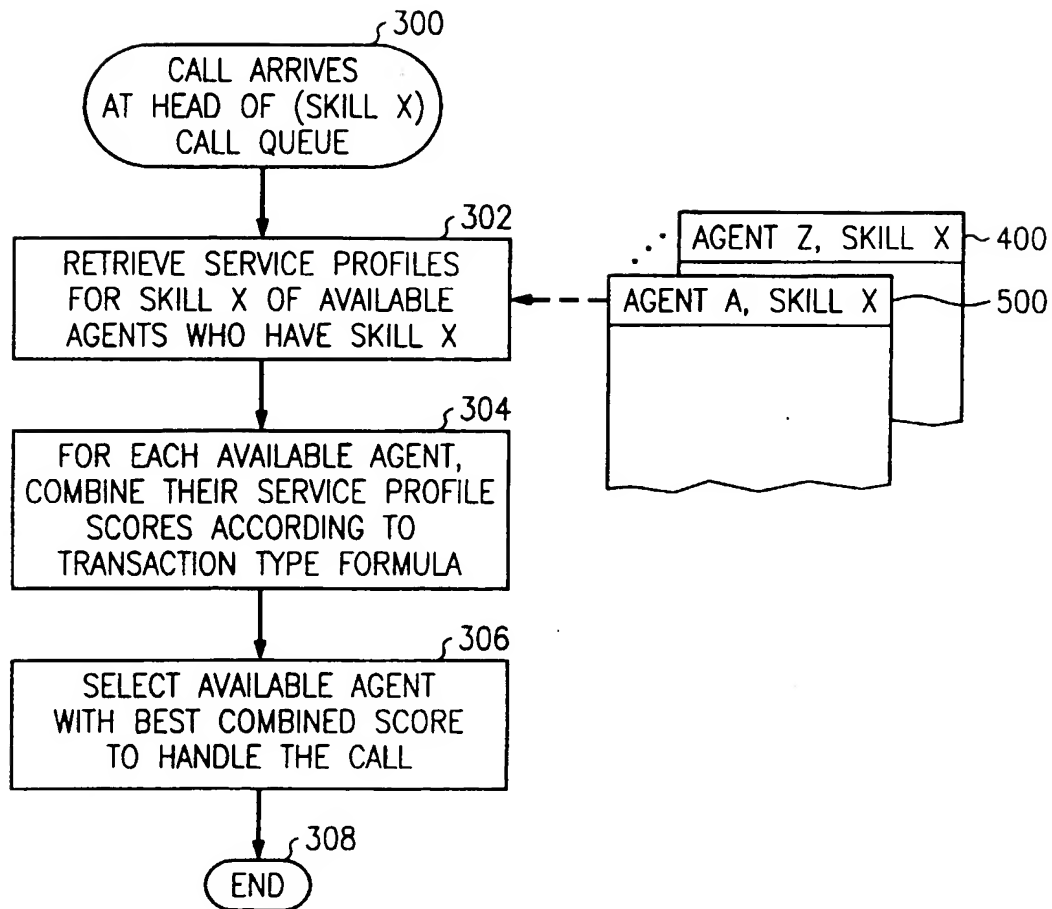 300
CALL ARRIVES
AT HEAD OF (SKILL X)
CALL QUEUE
302
RETRIEVE SERVICE PROFILES
FOR SKILL X OF AVAILABLE
AGENTS WHO HAVE SKILL X
AGENT Z, SKILL X
400
AGENT A, SKILL X
500
304
FOR EACH AVAILABLE AGENT,
COMBINE THEIR SERVICE PROFILE
SCORES ACCORDING TO
TRANSACTION TYPE FORMULA
306
SELECT AVAILABLE AGENT
WITH BEST COMBINED SCORE
TO HANDLE THE CALL
308
END